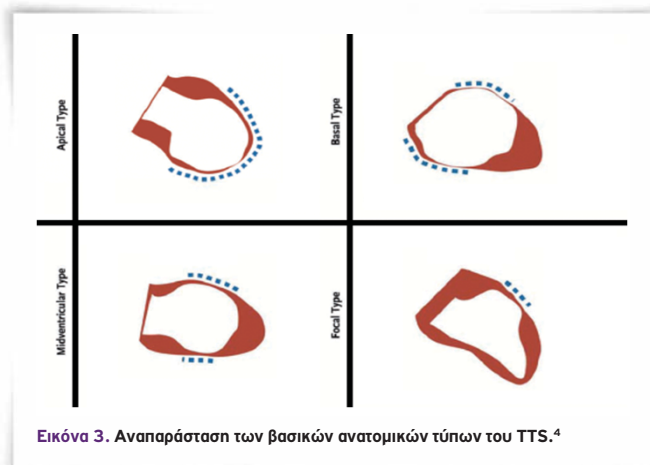 Apical Type
Basal Type
Midventricular Type
Focal Type
Εικόνα 3. Αναπαράσταση των βασικών ανατομικών τύπων του TTS.4